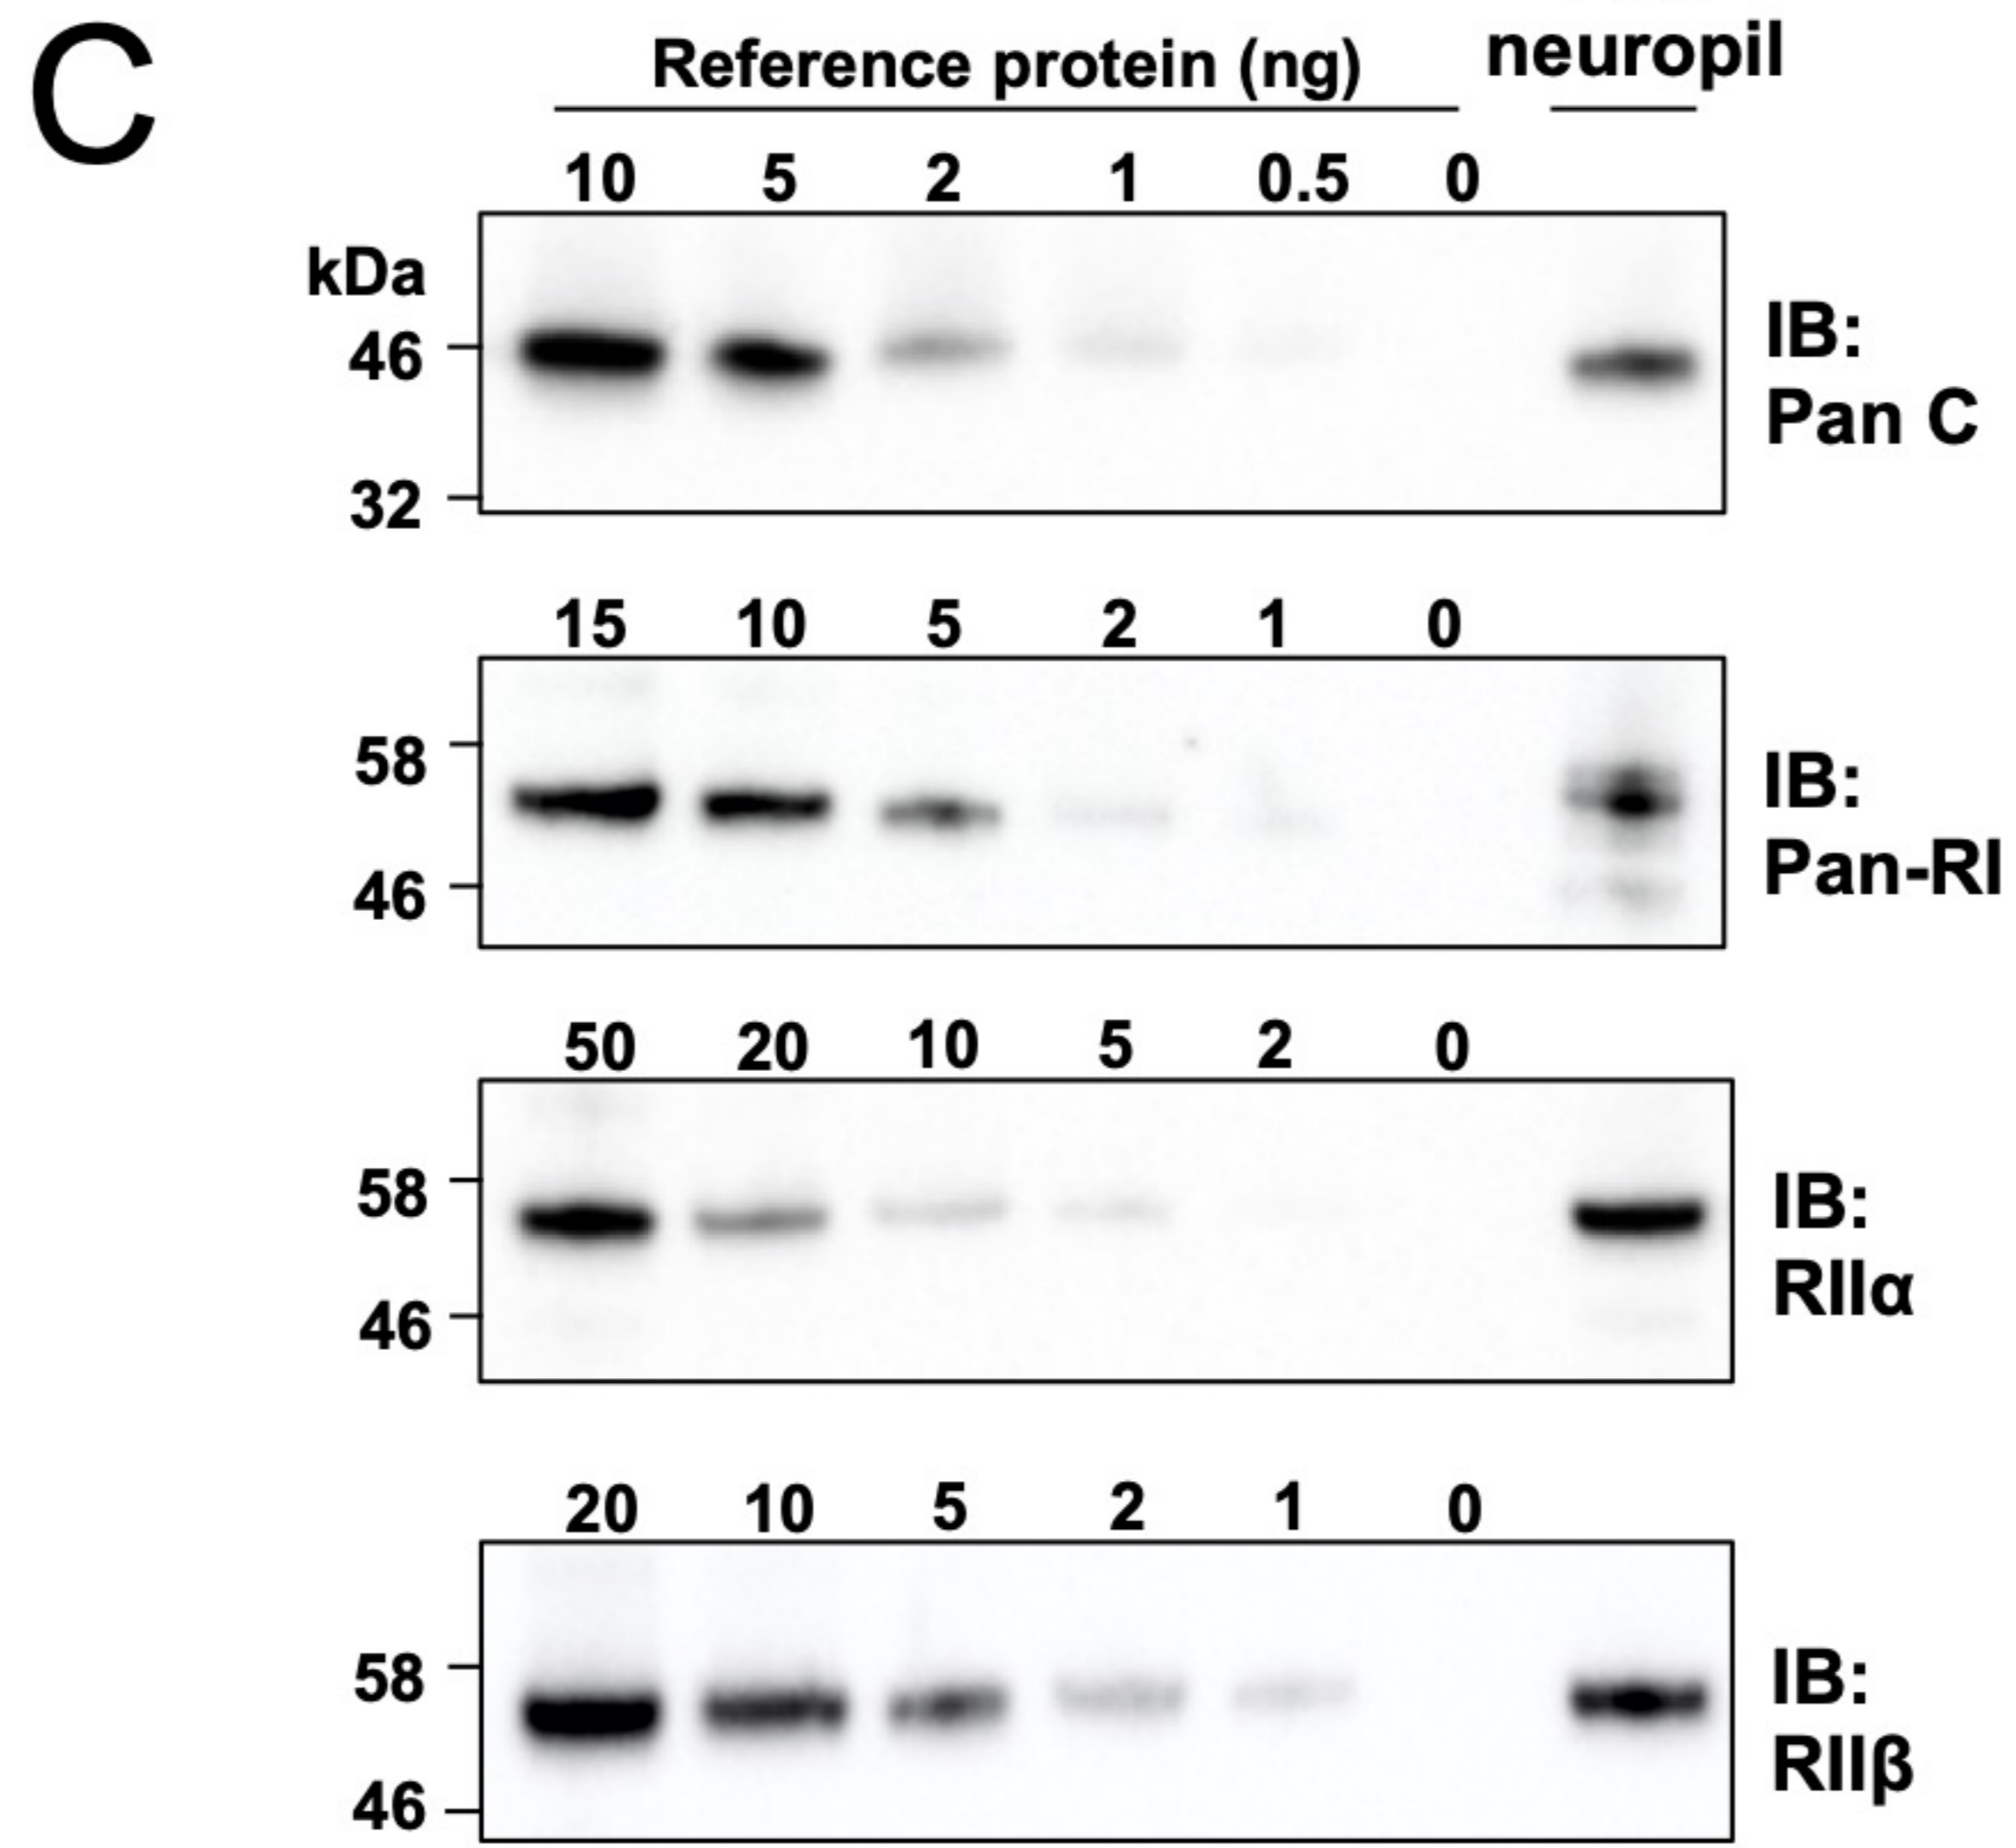 C
Reference protein (ng)
neuropil
10 5 2 1 0.5 0
kDa
46
32
IB:
Pan C
15 10 5 2 1 0
58
46
IB:
Pan-RI
50 20 10 5 2 0
58
46
IB:
RIIα
20 10 5 2 1 0
58
46
IB:
RIIβ